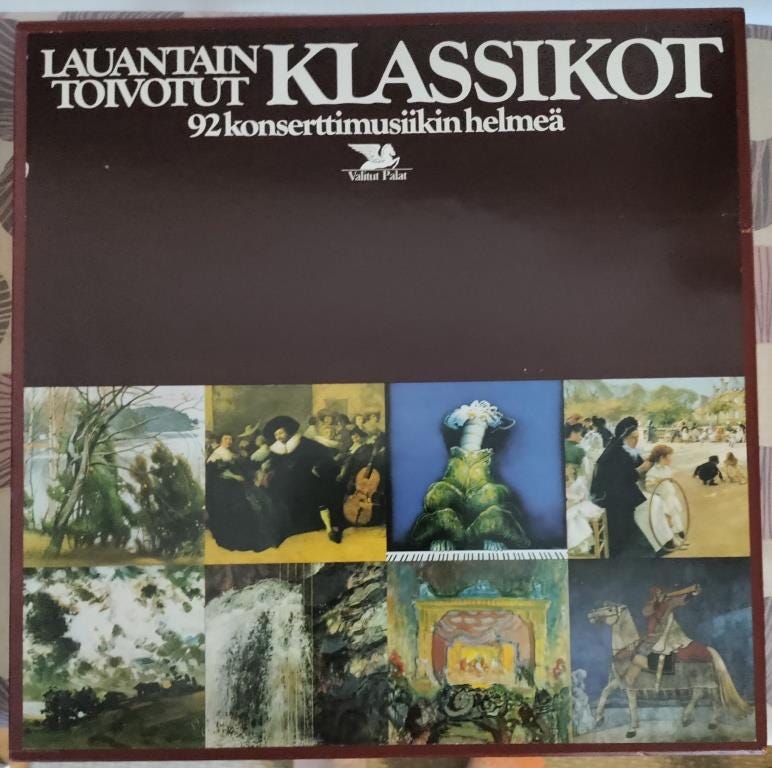 LAUANTAIN
TOIVOTUT KLASSIKOT
92 konserttimusiikin helmeä
Valitut Palat